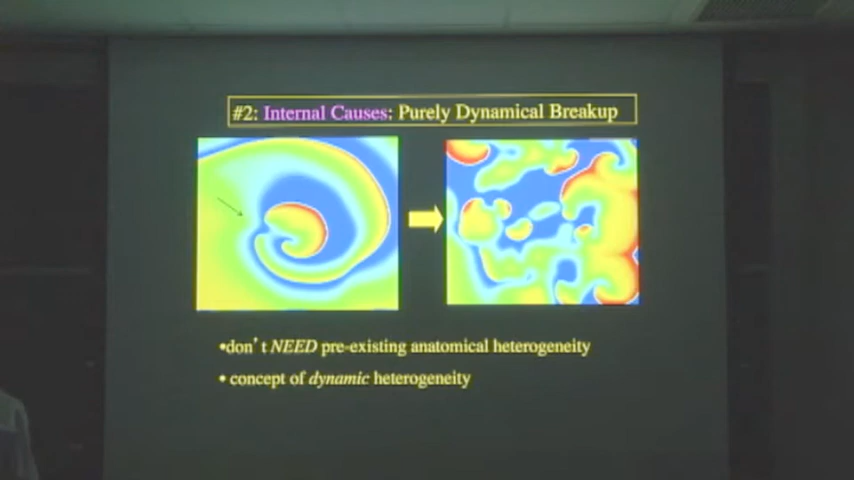 #2: Internal Causes: Purely Dynamical Breakup
•don't NEED pre-existing anatomical heterogeneity
• concept of dynamic heterogeneity